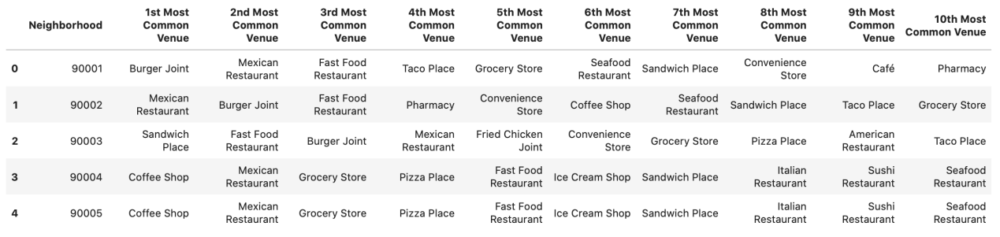 Neighborhood 1st Most Common Venue 2nd Most Common Venue 3rd Most Common Venue 4th Most Common Venue 5th Most Common Venue 6th Most Common Venue 7th Most Common Venue 8th Most Common Venue 9th Most Common Venue 10th Most Common Venue
0 90001 Burger Joint Mexican Restaurant Fast Food Restaurant Taco Place Grocery Store Seafood Restaurant Sandwich Place Convenience Store Café Pharmacy
1 90002 Mexican Restaurant Burger Joint Fast Food Restaurant Pharmacy Convenience Store Coffee Shop Seafood Restaurant Sandwich Place Taco Place Grocery Store
2 90003 Sandwich Place Fast Food Restaurant Burger Joint Mexican Restaurant Fried Chicken Joint Convenience Store Grocery Store Pizza Place American Restaurant Taco Place
3 90004 Coffee Shop Mexican Restaurant Grocery Store Pizza Place Fast Food Restaurant Ice Cream Shop Sandwich Place Italian Restaurant Sushi Restaurant Seafood Restaurant
4 90005 Coffee Shop Mexican Restaurant Grocery Store Pizza Place Fast Food Restaurant Ice Cream Shop Sandwich Place Italian Restaurant Sushi Restaurant Seafood Restaurant